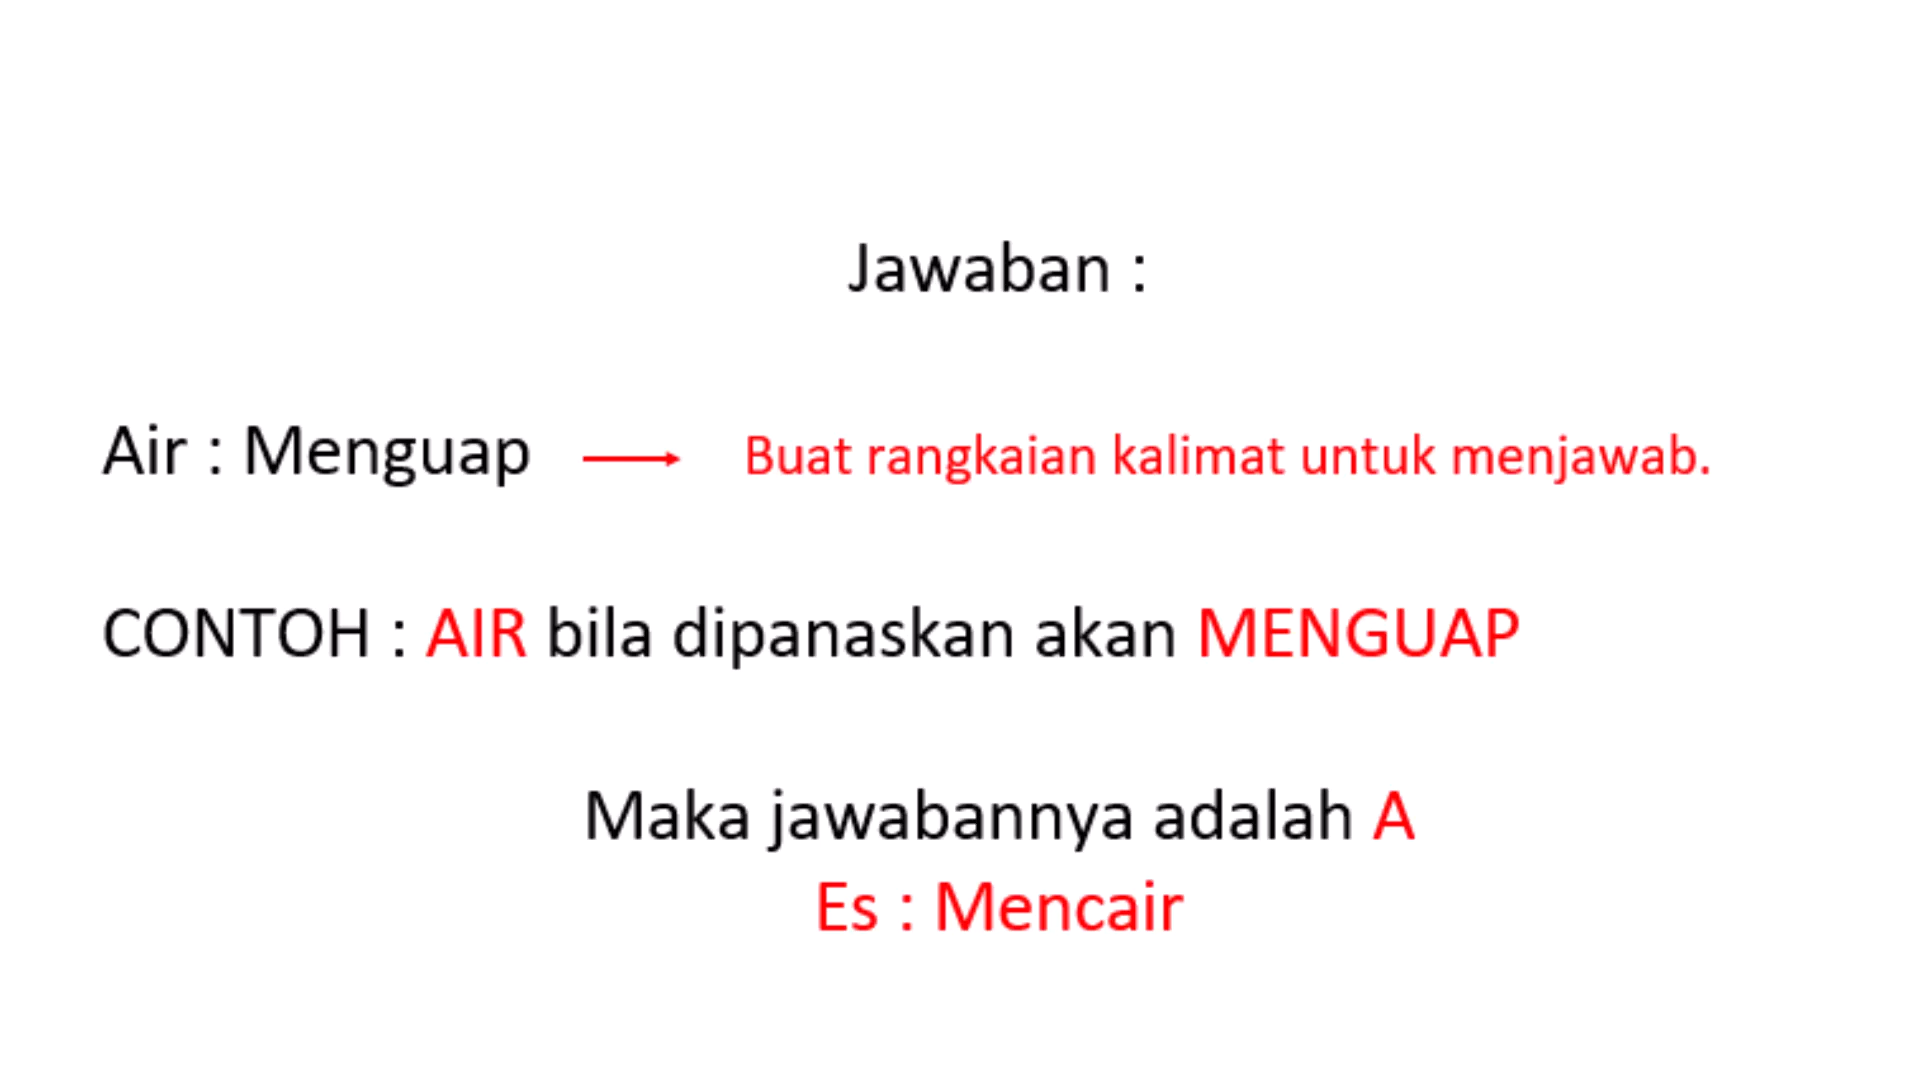 Jawaban :
Air : Menguap → Buat rangkaian kalimat untuk menjawab.
CONTOH : AIR bila dipanaskan akan MENGUAP
Maka jawabannya adalah A
Es : Mencair